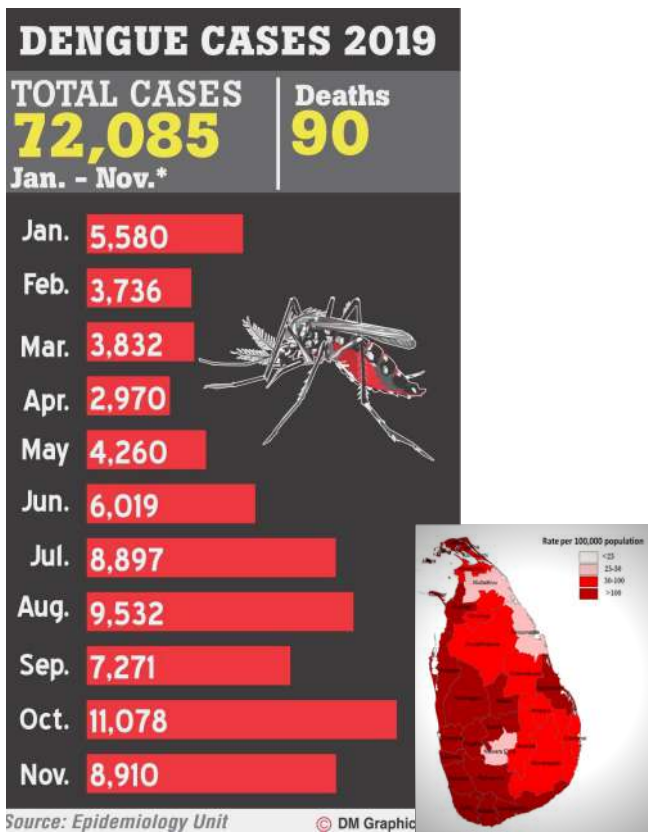 DENGUE CASES 2019
TOTAL CASES
72,085
Jan. - Nov.*
Deaths
90
Jan. 5,580
Feb. 3,736
Mar. 3,832
Apr. 2,970
May 4,260
Jun. 6,019
Jul. 8,897
Aug. 9,532
Sep. 7,271
Oct. 11,078
Nov. 8,910
Source: Epidemiology Unit
© DM Graphic
Rate per 100,000 population
<25
25-50
50-100
>100